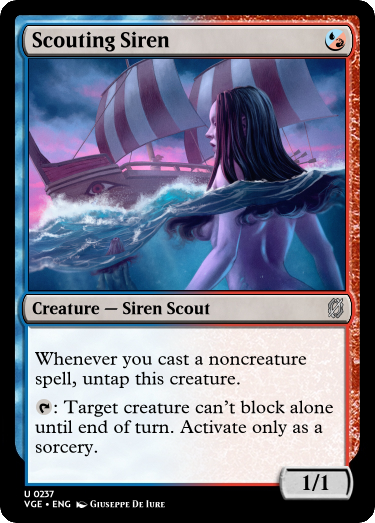 Scouting Siren
Creature — Siren Scout
Whenever you cast a noncreature
spell, untap this creature.
: Target creature can't block alone
until end of turn. Activate only as a
sorcery.
1/1
U 0237
VGE • ENG Giuseppe De Iure